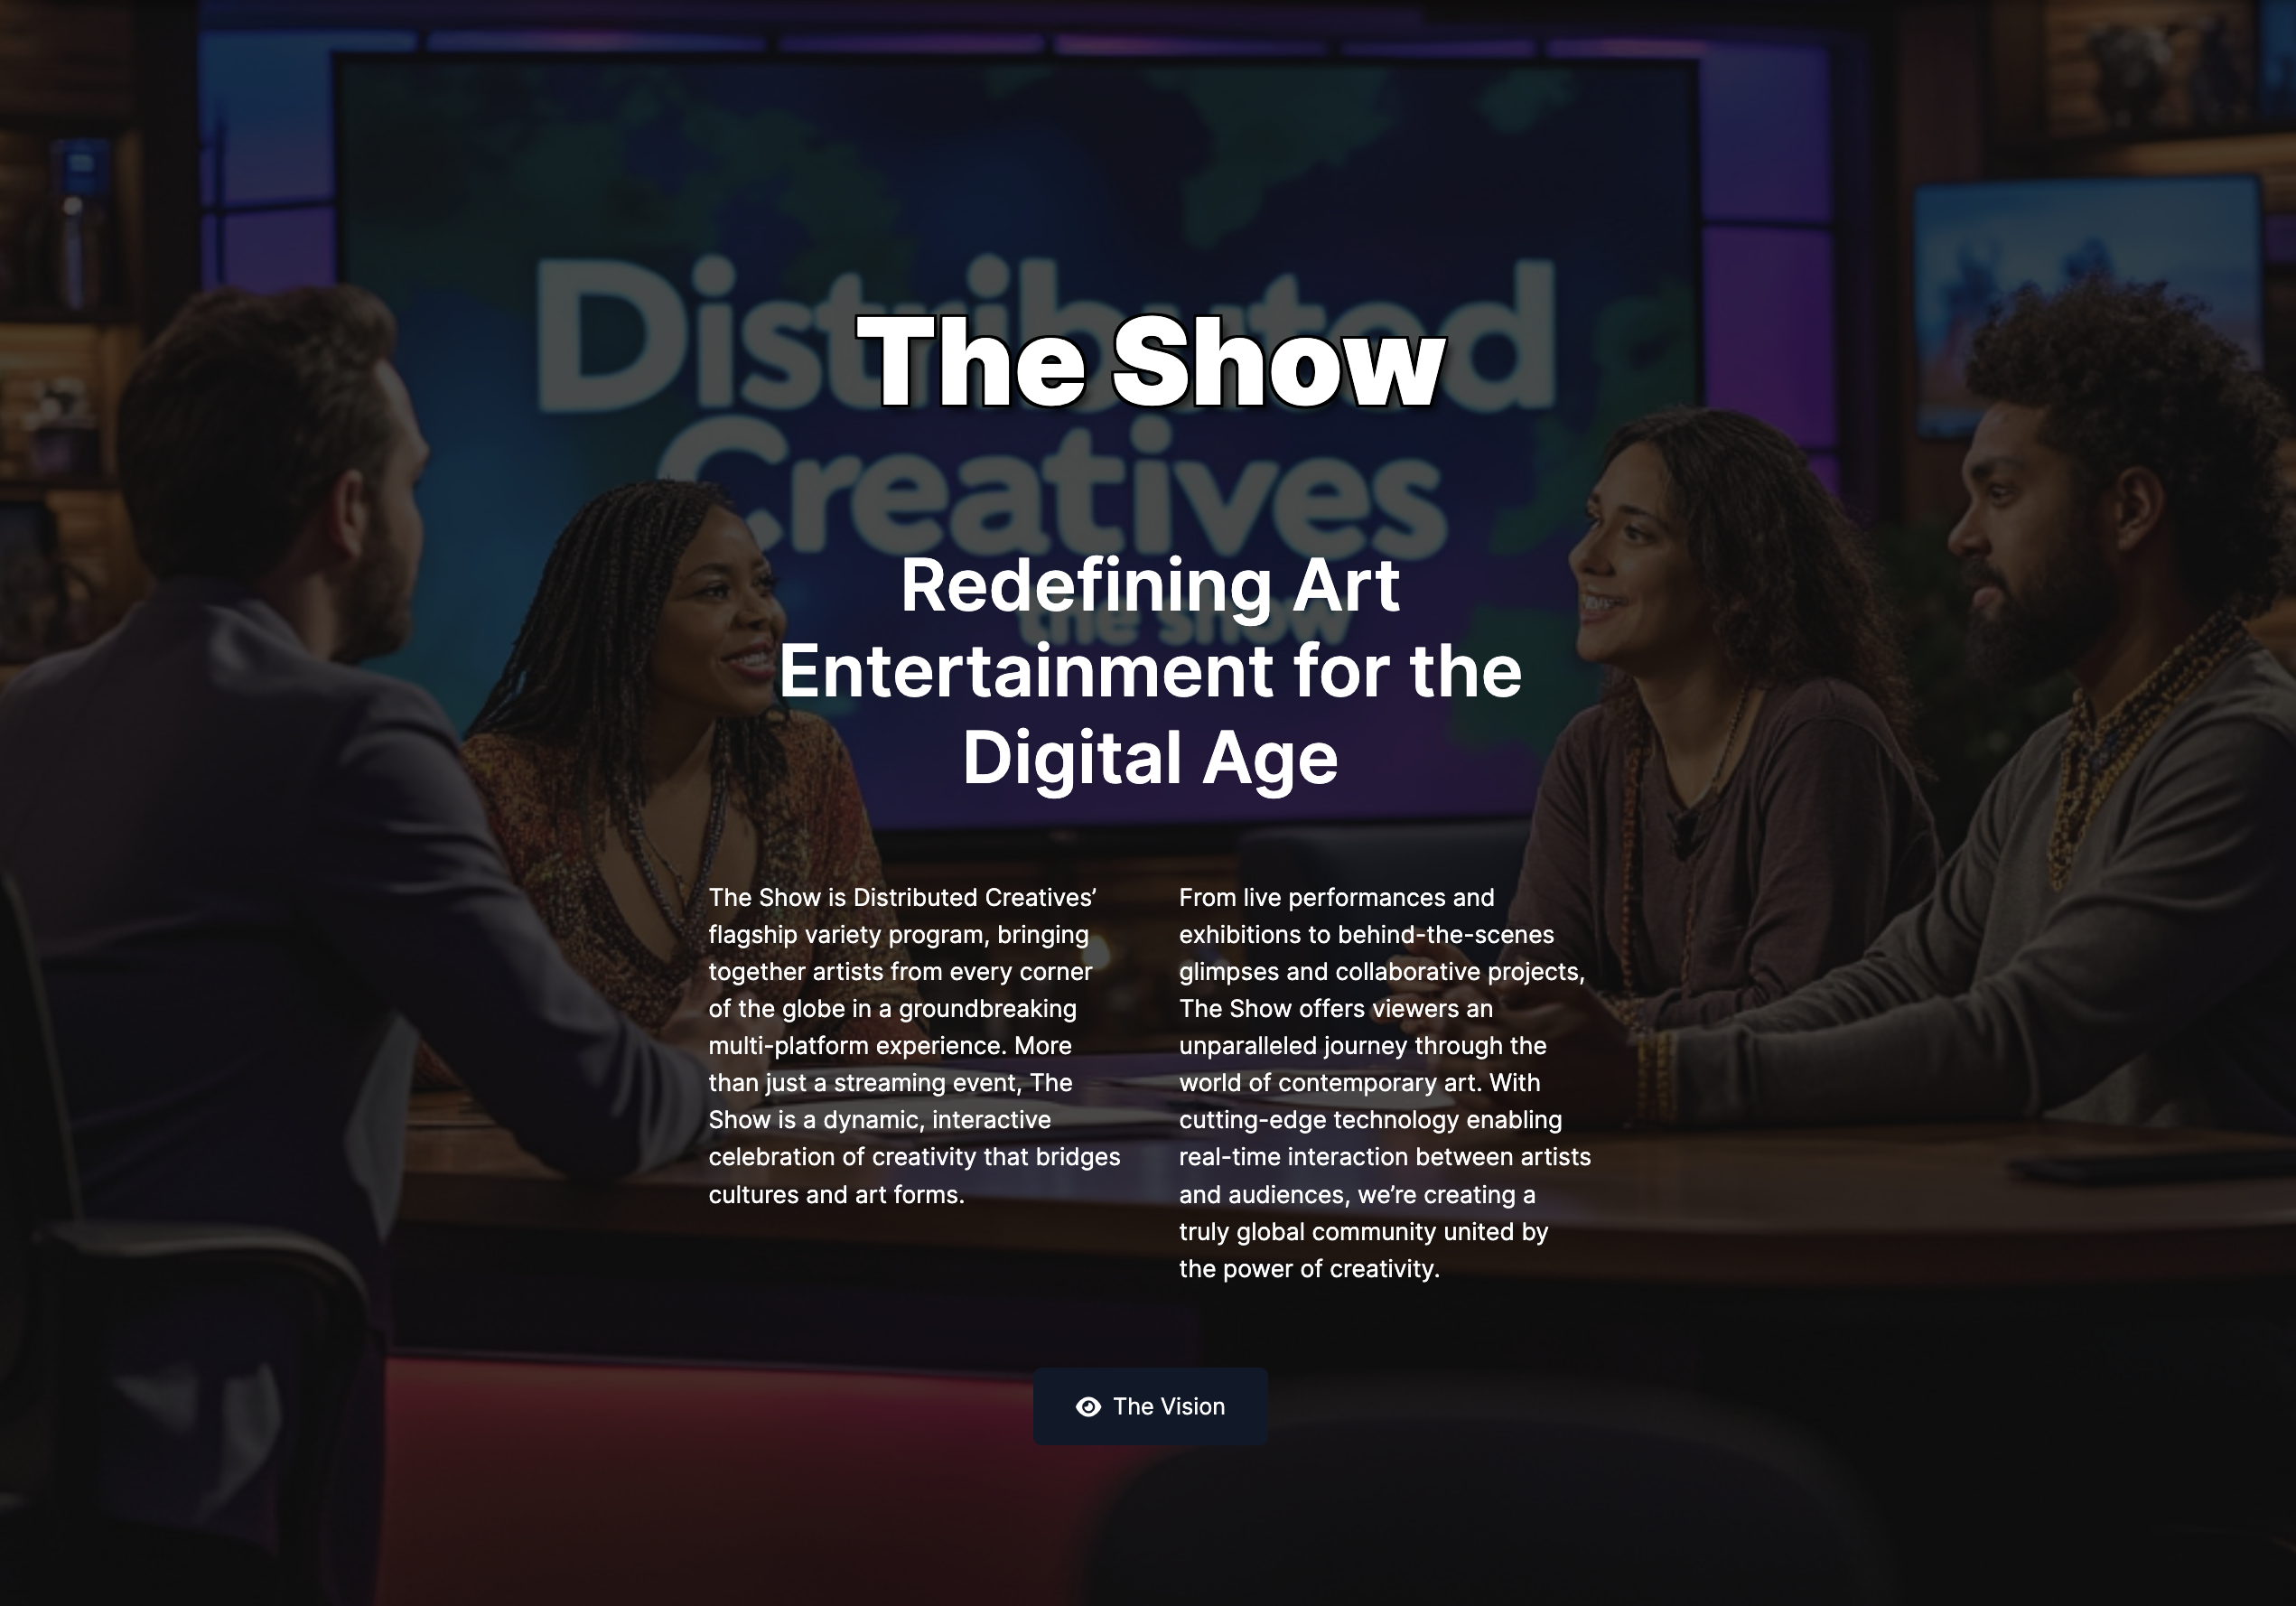 Distributed
The Show
Creatives
Redefining Art
the show
Entertainment for the
Digital Age
The Show is Distributed Creatives’
flagship variety program, bringing
together artists from every corner
of the globe in a groundbreaking
multi-platform experience. More
than just a streaming event, The
Show is a dynamic, interactive
celebration of creativity that bridges
cultures and art forms.
From live performances and
exhibitions to behind-the-scenes
glimpses and collaborative projects,
The Show offers viewers an
unparalleled journey through the
world of contemporary art. With
cutting-edge technology enabling
real-time interaction between artists
and audiences, we’re creating a
truly global community united by
the power of creativity.
The Vision